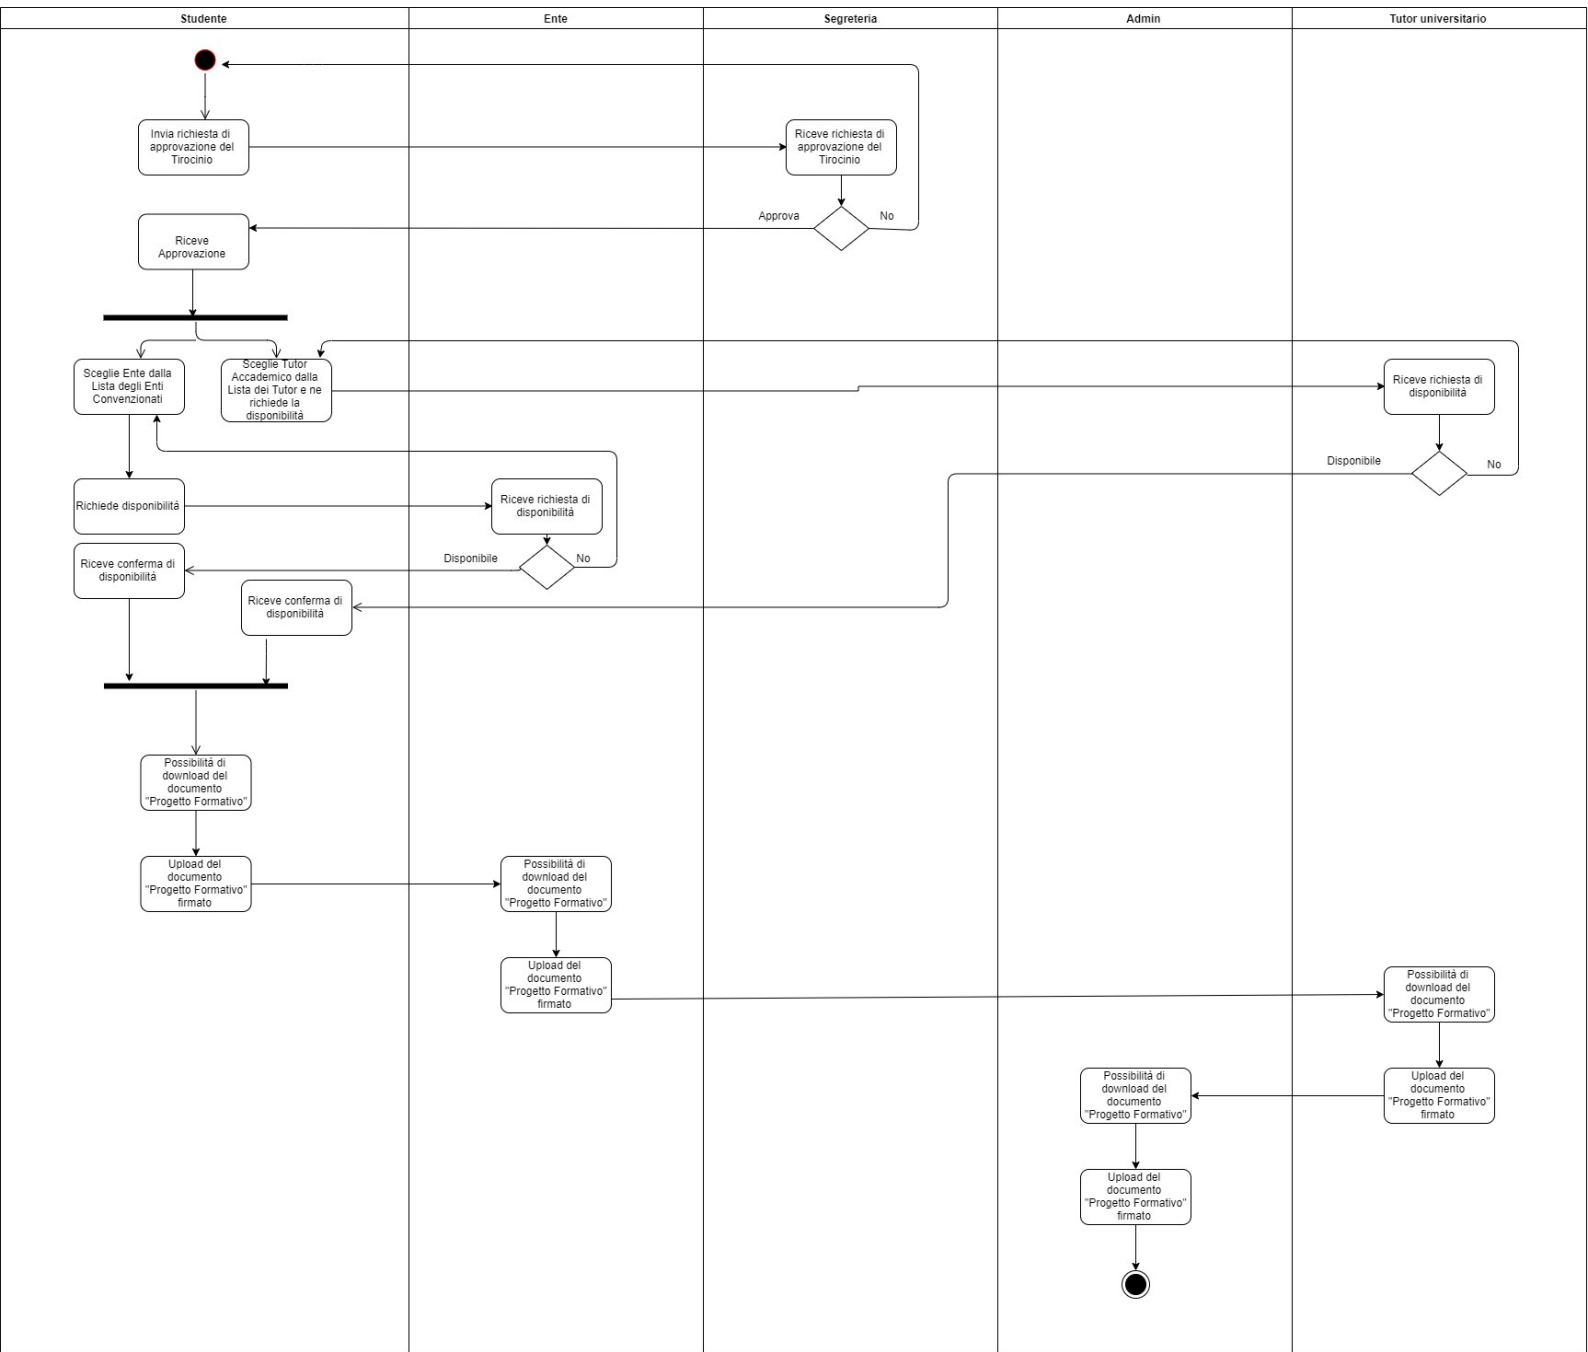 Studente
Ente
Segreteria
Admin
Tutor universitario
Invia richiesta di
approvazione del
Tirocinio
Riceve richiesta di
approvazione del
Tirocinio
Approva
No
Riceve
Approvazione
Sceglie Ente dalla
Lista degli Enti
Convenzionati
Sceglie Tutor
Accademico dalla
Lista dei Tutor e ne
richiede la
disponibilità
Riceve richiesta di
disponibilità
Disponibile
No
Richiede disponibilità
Riceve richiesta di
disponibilità
Disponibile
No
Riceve conferma di
disponibilità
Riceve conferma di
disponibilità
Possibilità di
download del
documento
"Progetto Formativo"
Upload del
documento
"Progetto Formativo"
firmato
Possibilità di
download del
documento
"Progetto Formativo"
Upload del
documento
"Progetto Formativo"
firmato
Possibilità di
download del
documento
"Progetto Formativo"
Upload del
documento
"Progetto Formativo"
firmato
Possibilità di
download del
documento
"Progetto Formativo"
Upload del
documento
"Progetto Formativo"
firmato